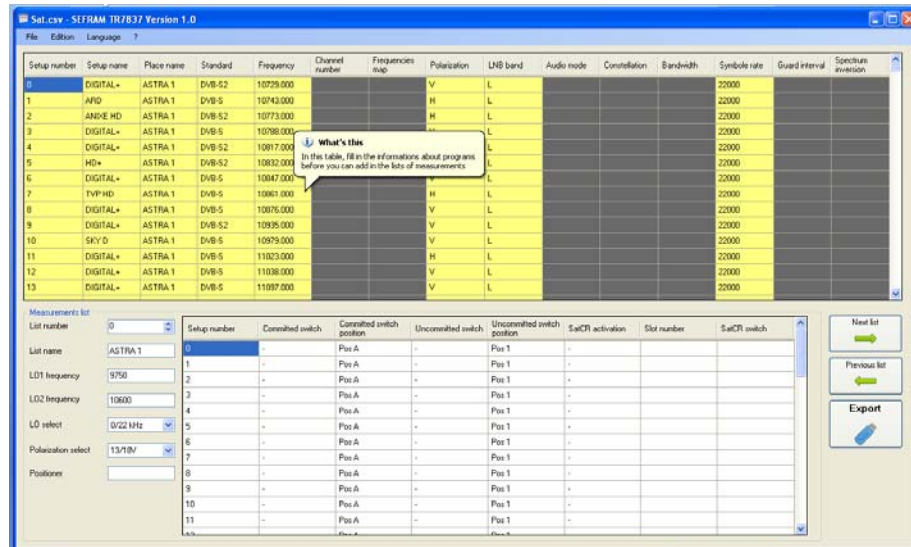 Sat.csv - SEFRAM TR7837 Version 1.0
File Edition Language ?
Setup number Setup name Place name Standard Frequency Channel number Frequencies map Polarization LNB band Audio mode Constellation Bandwidth Symbole rate Guard interval Spectrum inversion
0 DIGITAL+ ASTRA 1 DVB-S2 10729.000 V L 22000
1 ARD ASTRA 1 DVB-S 10743.000 H L 22000
2 ANIXE HD ASTRA 1 DVB-S2 10773.000 H L 22000
3 DIGITAL+ ASTRA 1 DVB-S 10788.000 V L 22000
4 DIGITAL+ ASTRA 1 DVB-S2 10817.000 L 22000
5 HD+ ASTRA 1 DVB-S2 10832.000 L 22000
6 DIGITAL+ ASTRA 1 DVB-S 10847.000 V L 22000
7 TVP HD ASTRA 1 DVB-S 10861.000 H L 22000
8 DIGITAL+ ASTRA 1 DVB-S 10876.000 V L 22000
9 DIGITAL+ ASTRA 1 DVB-S2 10935.000 V L 22000
10 SKY D ASTRA 1 DVB-S 10979.000 V L 22000
11 DIGITAL+ ASTRA 1 DVB-S 11023.000 H L 22000
12 DIGITAL+ ASTRA 1 DVB-S 11038.000 V L 22000
13 DIGITAL+ ASTRA 1 DVB-S 11097.000 V L 22000
What's this
In this table, fill in the informations about programs
before you can add in the lists of measurements
Measurements list
List number 0
List name ASTRA 1
LO1 frequency 9750
LO2 frequency 10600
LO select 0/22 kHz
Polarization select 13/18V
Positioner
Setup number Committed switch Committed switch position Uncommitted switch Uncommitted switch position SatCR activation Slot number SatCR switch
0 - Pos A - Pos 1 -
1 - Pos A - Pos 1 -
2 - Pos A - Pos 1 -
3 - Pos A - Pos 1 -
4 - Pos A - Pos 1 -
5 - Pos A - Pos 1 -
6 - Pos A - Pos 1 -
7 - Pos A - Pos 1 -
8 - Pos A - Pos 1 -
9 - Pos A - Pos 1 -
10 - Pos A - Pos 1 -
11 - Pos A - Pos 1 -
Next list
Previous list
Export